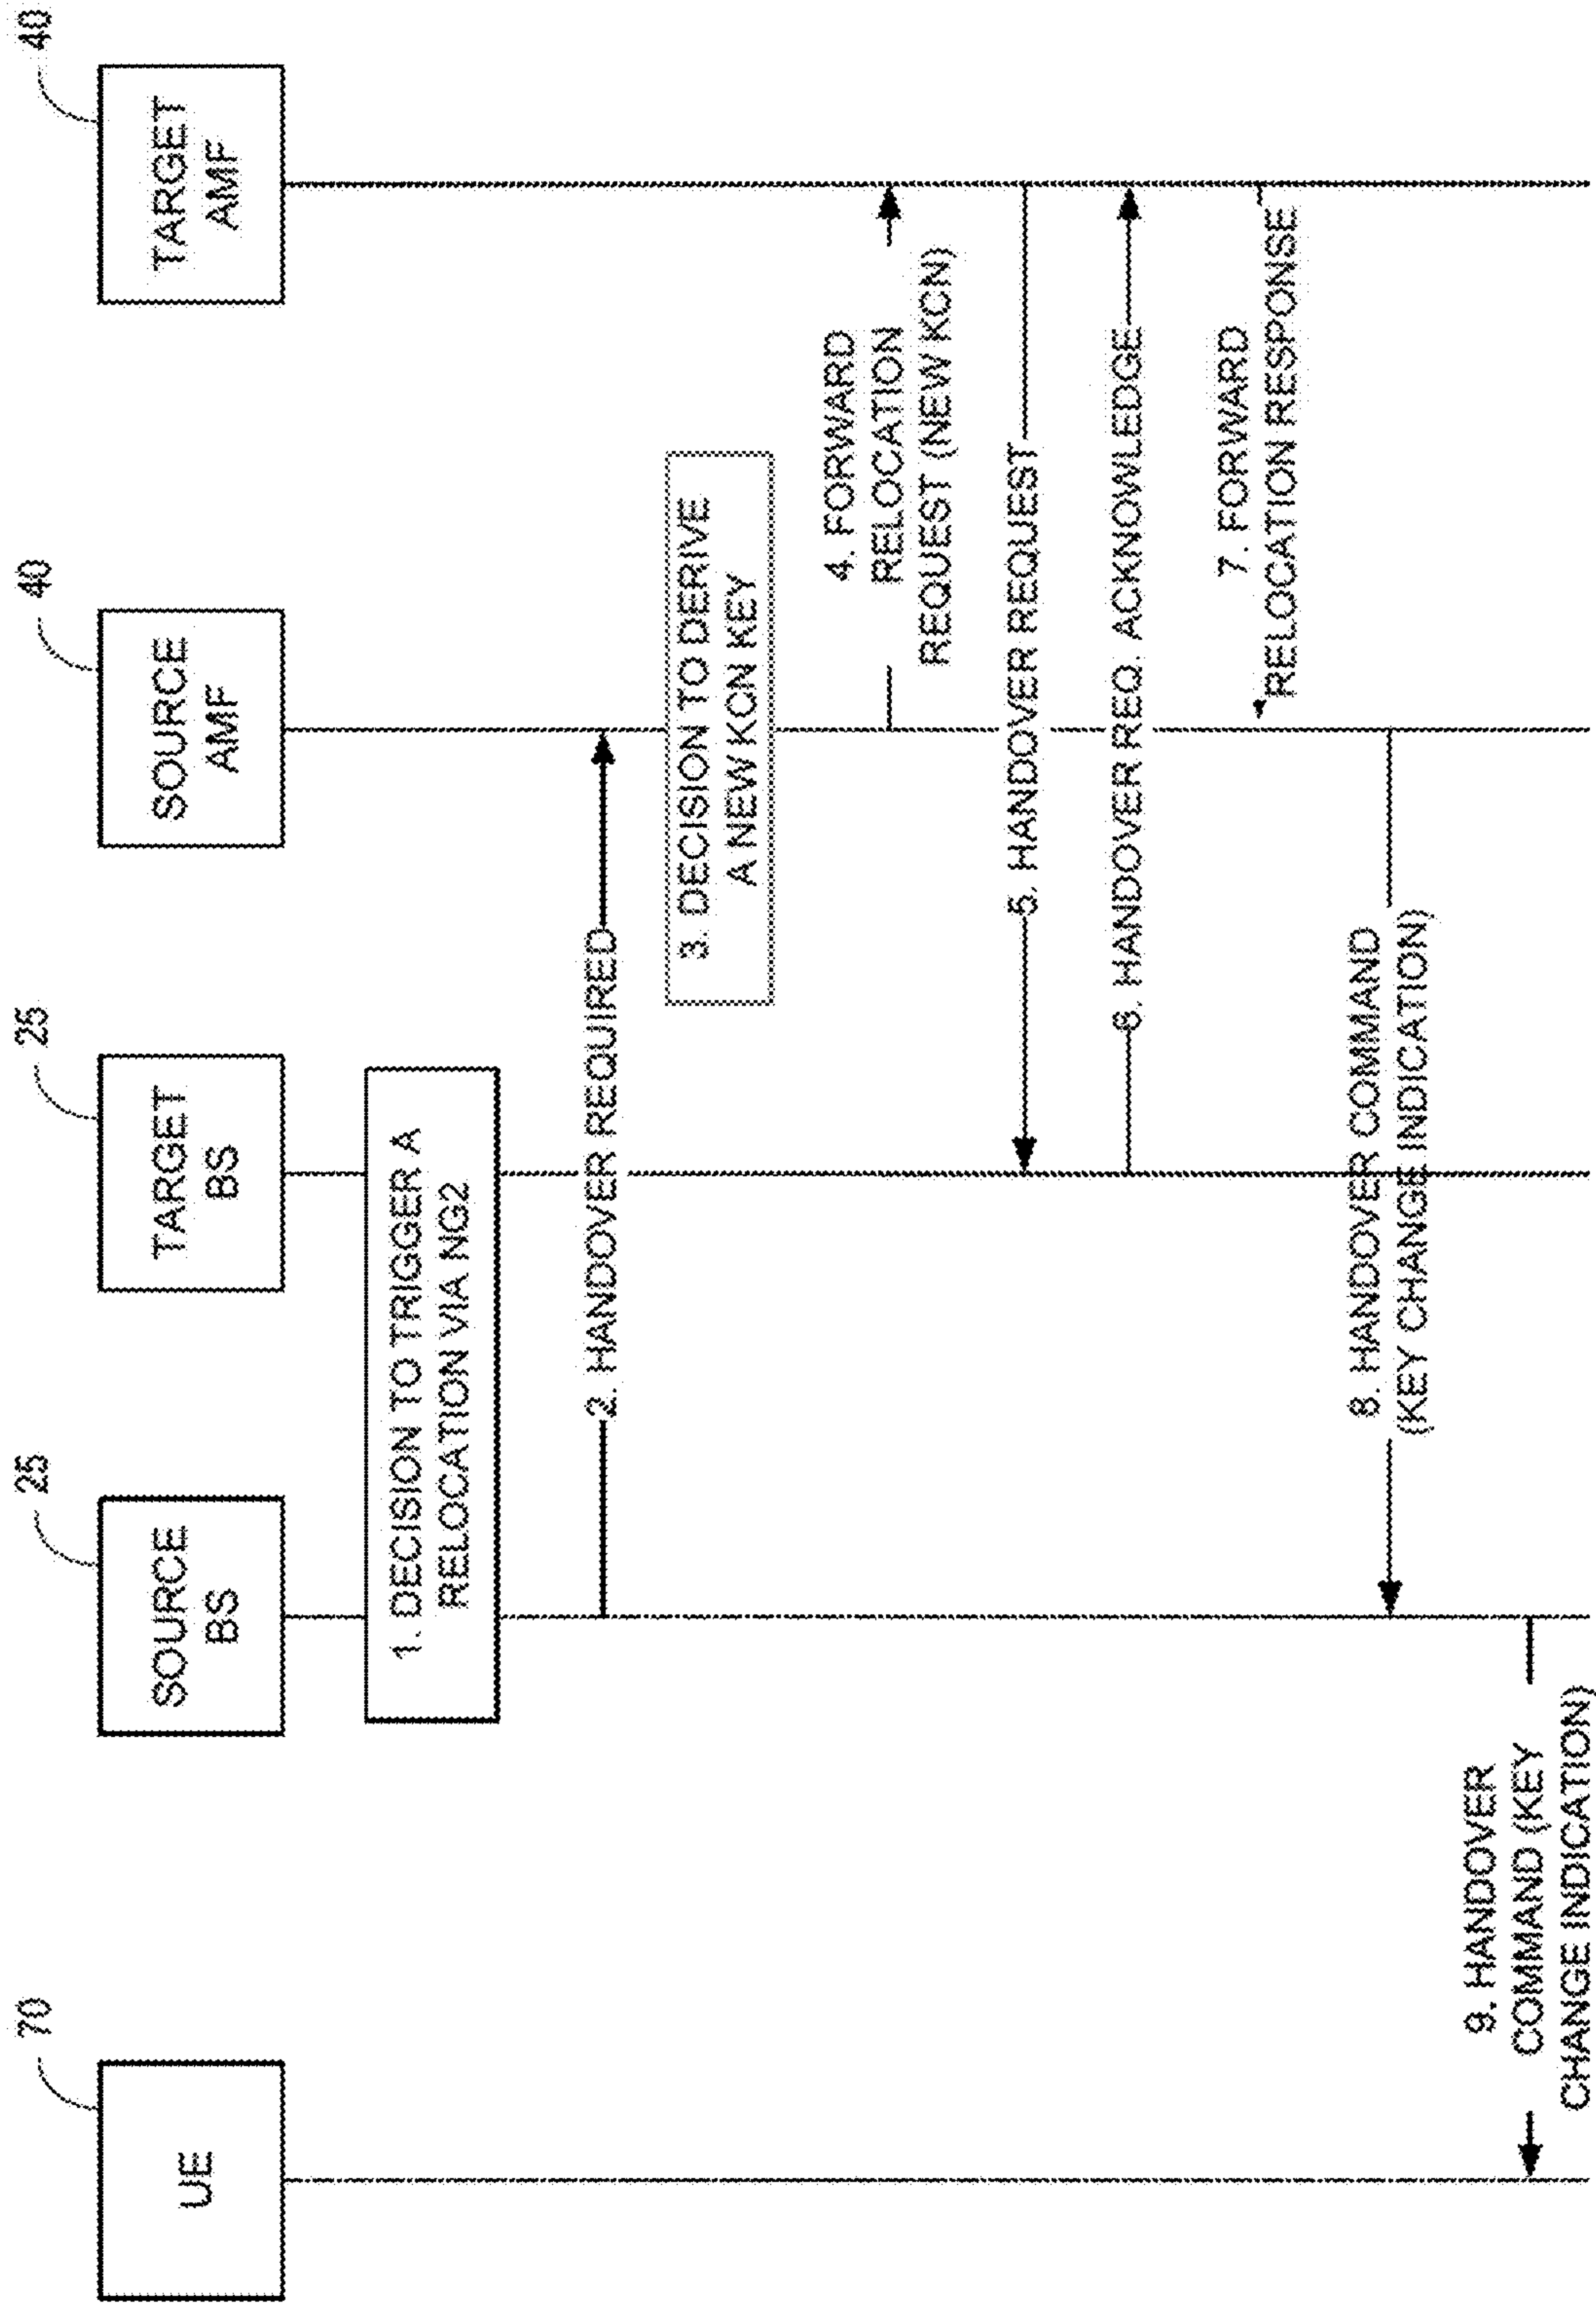 70
25
25
40
40
UE
SOURCE
BS
TARGET
BS
SOURCE
AMF
TARGET
AMF
1. DECISION TO TRIGGER A
RELOCATION VIA NG2
2. HANDOVER REQUIRED
3. DECISION TO DERIVE
A NEW KCN KEY
4. FORWARD
RELOCATION
REQUEST (NEW KCN)
5. HANDOVER REQUEST
6. HANDOVER REQ. ACKNOWLEDGE
7. FORWARD
RELOCATION RESPONSE
8. HANDOVER COMMAND
(KEY CHANGE INDICATION)
9. HANDOVER
COMMAND (KEY
CHANGE INDICATION)